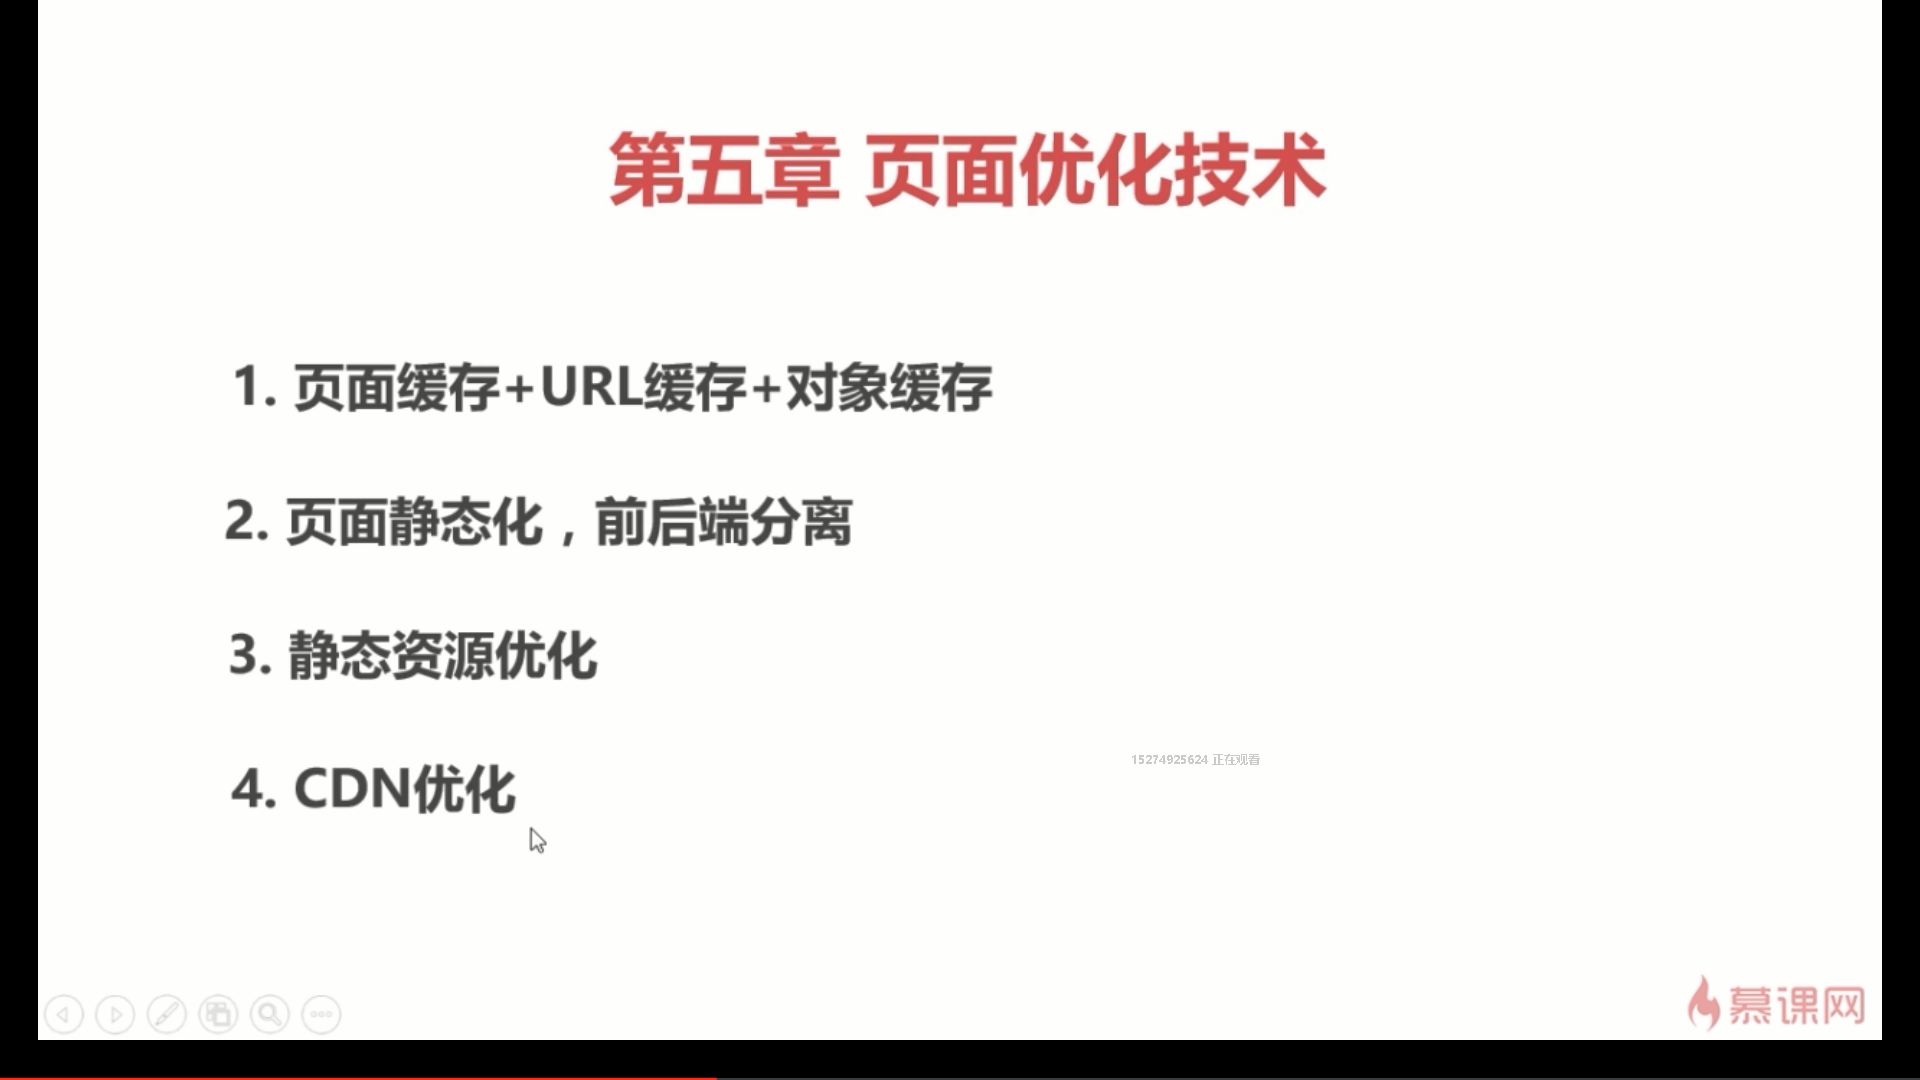 第五章 页面优化技术
1. 页面缓存+URL缓存+对象缓存
2. 页面静态化，前后端分离
3. 静态资源优化
4. CDN优化
15274925624 正在观看
慕课网